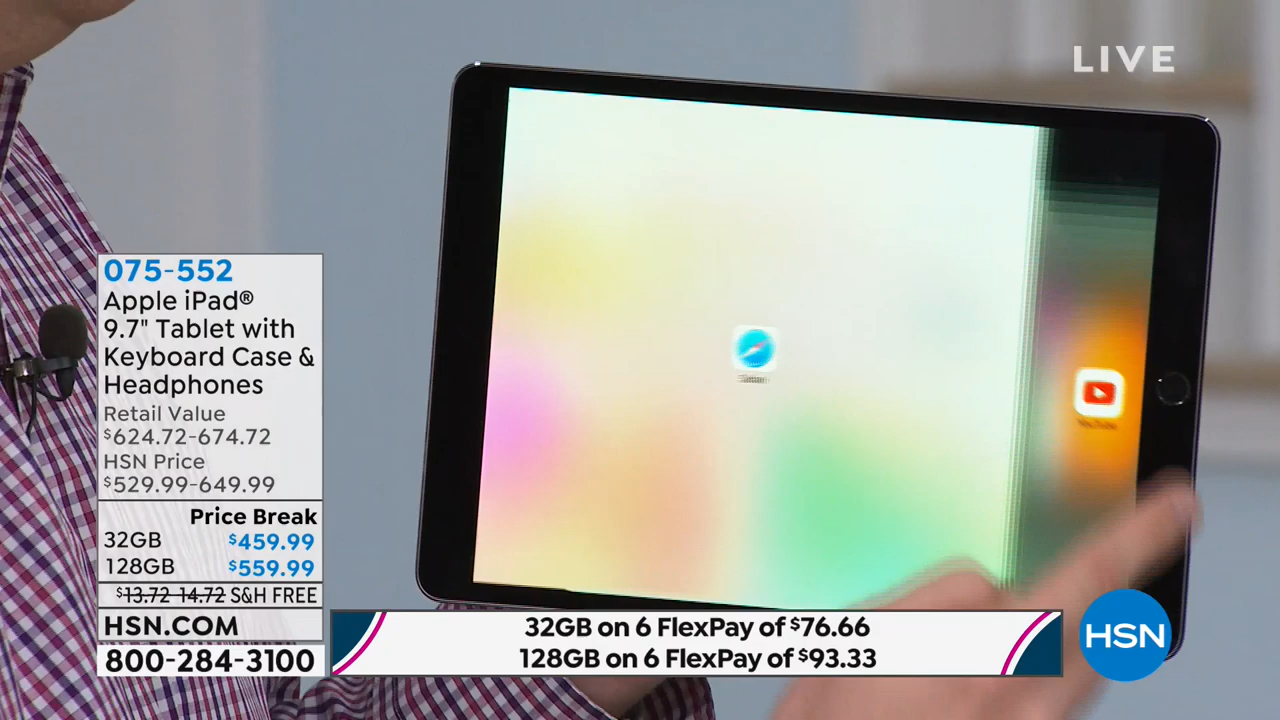 LIVE
075-552
Apple iPad®
9.7" Tablet with
Keyboard Case &
Headphones
Retail Value
$624.72-674.72
HSN Price
$529.99-649.99
Price Break
32GB $459.99
128GB $559.99
$13.72-14.72 S&H FREE
HSN.COM
800-284-3100
32GB on 6 FlexPay of $76.66
128GB on 6 FlexPay of $93.33
HSN